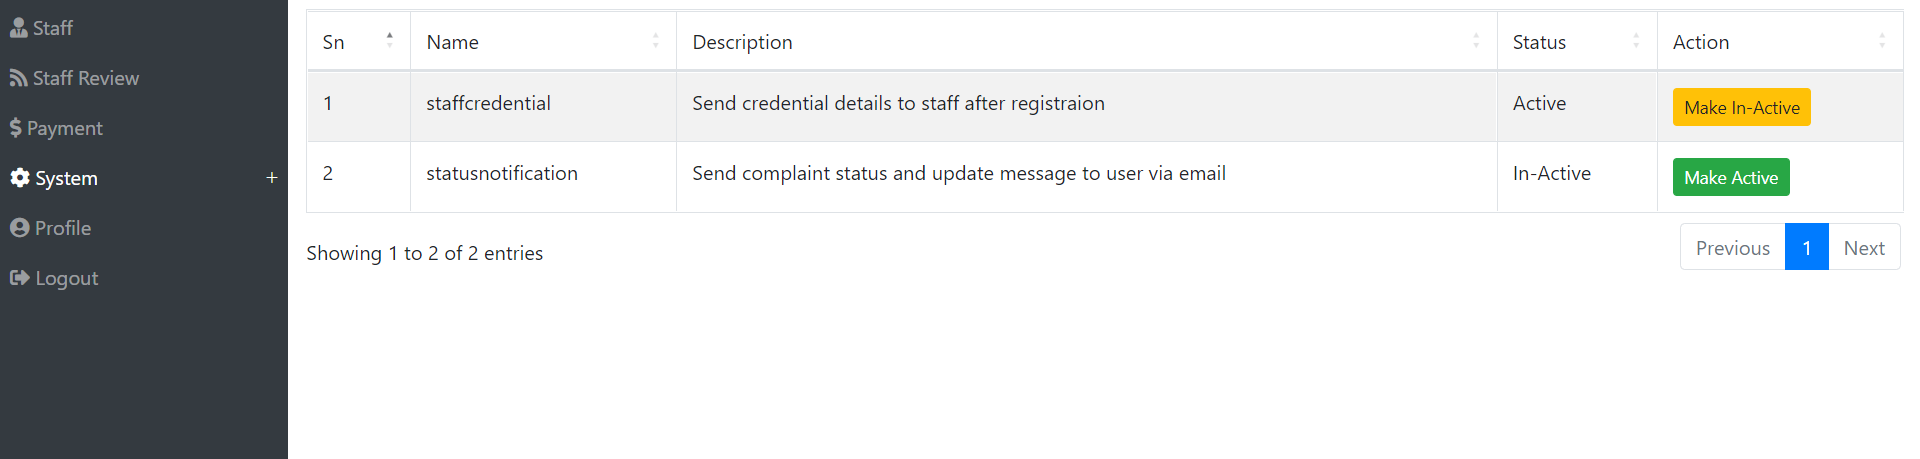 Staff
Staff Review
Payment
System +
Profile
Logout
Sn Name Description Status Action
1 staffcredential Send credential details to staff after registraion Active Make In-Active
2 statusnotification Send complaint status and update message to user via email In-Active Make Active
Showing 1 to 2 of 2 entries Previous 1 Next